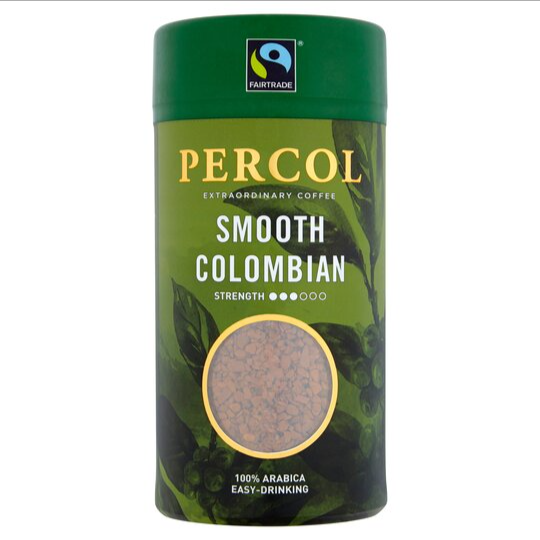 FAIRTRADE
PERCOL
EXTRAORDINARY COFFEE
SMOOTH
COLOMBIAN
STRENGTH ●●●○○○
100% ARABICA
EASY-DRINKING